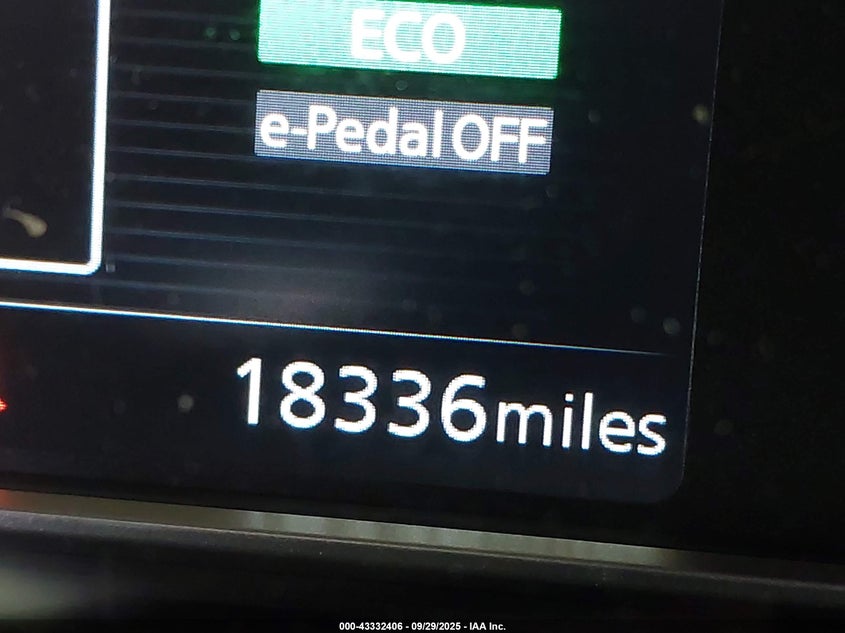 ECO
e-Pedal OFF
18336miles
000-43332406 - 09/29/2025 - IAA Inc.